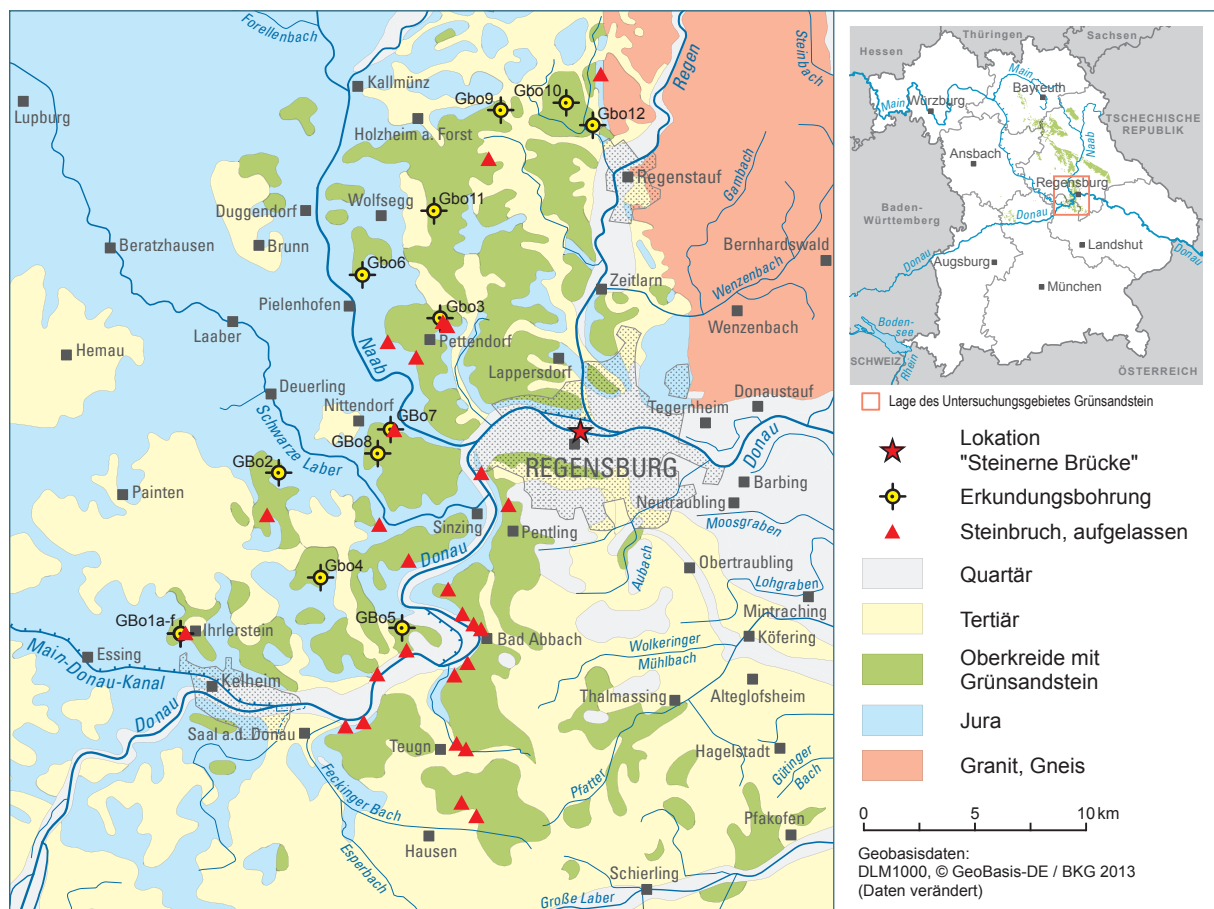 Forellenbach
Steinbach
Regen
Kallmünz
Gbo9
Gbo10
Gbo12
Lupburg
Holzheim a. Forst
Regenstauf
Gambach
Duggendorf
Wolfsegg
Gbo11
Beratzhausen
Brunn
Bernhardswald
Gbo6
Zeitlarn
Wenzenbach
Pielenhofen
Gbo3
Wenzenbach
Laaber
Hemau
Naab
Pettendorf
Lappersdorf
Deuerling
Donaustauf
Nittendorf
Tegernheim
GBo7
Schwarze Laber
GBo8
Donau
GBo2
REGENSBURG
Barbing
Painten
Neutraubling
Moosgraben
Sinzing
Pentling
Donau
Aubach
Obertraubling
Gbo4
Lohgraben
Mintraching
GBo1a-f
Ihrlerstein
GBo5
Bad Abbach
Wolkeringer
Mühlbach
Köfering
Essing
Main-Donau-Kanal
Kelheim
Thalmassing
Alteglofsheim
Donau
Saal a.d. Donau
Teugn
Hagelstadt
Gütinger
Bach
Pfatter
Feckinger Bach
Pfakofen
Hausen
Esperbach
Schierling
Große Laber
Hessen
Thüringen
Sachsen
Main
Bayreuth
Main
Würzburg
TSCHECHISCHE
REPUBLIK
Naab
Ansbach
Regensburg
Baden-
Württemberg
Donau
Landshut
Donau
Donau
Augsburg
München
Boden-
see
SCHWEIZ
Rhein
ÖSTERREICH
Lage des Untersuchungsgebietes Grünsandstein
Lokation
"Steinerne Brücke"
Erkundungsbohrung
Steinbruch, aufgelassen
Quartär
Tertiär
Oberkreide mit
Grünsandstein
Jura
Granit, Gneis
0 5 10 km
Geobasisdaten:
DLM1000, © GeoBasis-DE / BKG 2013
(Daten verändert)